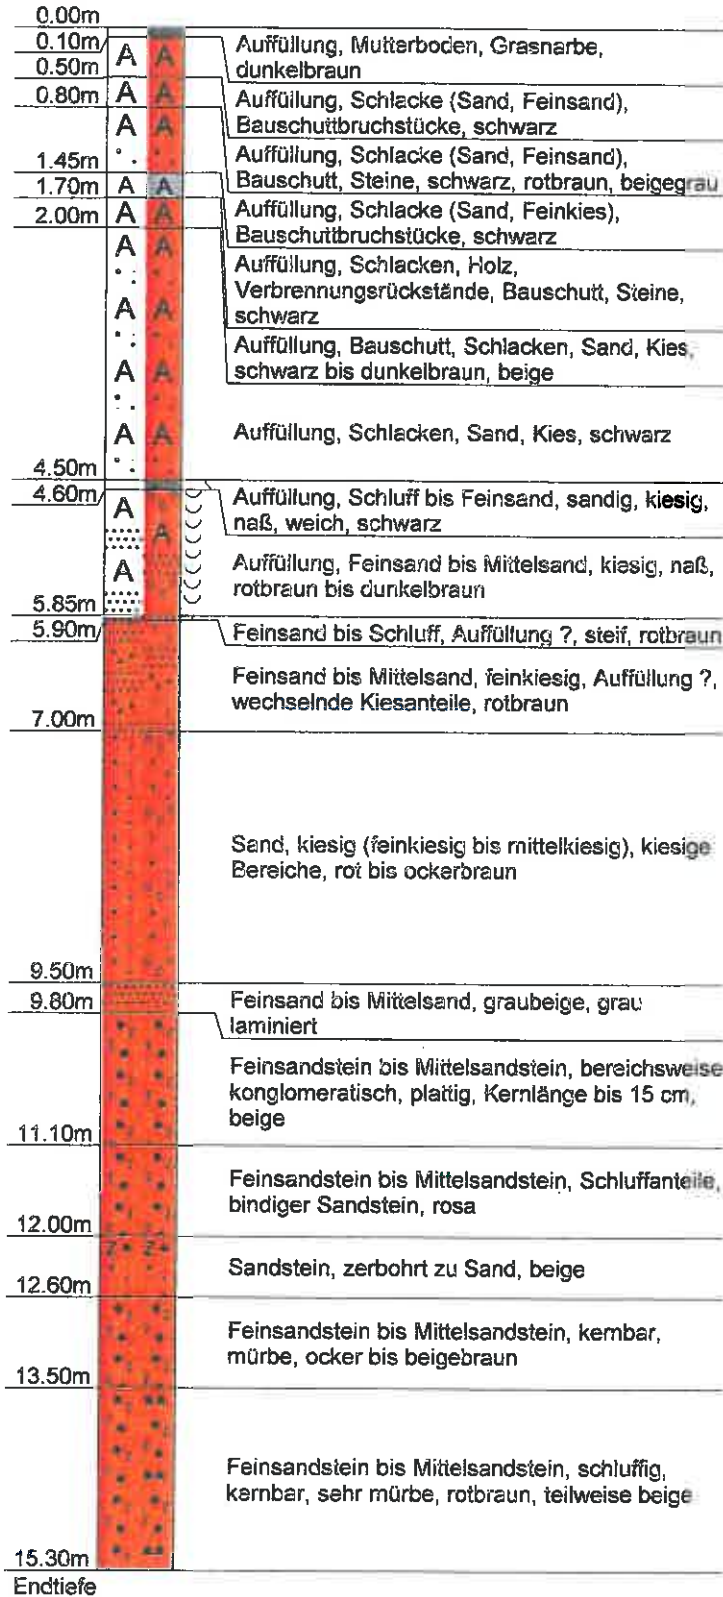 0.00m
0.10m
0.50m
0.80m
1.45m
1.70m
2.00m
4.50m
4.60m
5.85m
5.90m
7.00m
9.50m
9.80m
11.10m
12.00m
12.60m
13.50m
15.30m
Endtiefe
A A
A A
A A
A A
A A
A A
A A
A A
A A
A
A
A
Z Z
Auffüllung, Mutterboden, Grasnarbe,
dunkelbraun
Auffüllung, Schlacke (Sand, Feinsand),
Bauschuttbruchstücke, schwarz
Auffüllung, Schlacke (Sand, Feinsand),
Bauschutt, Steine, schwarz, rotbraun, beigegrau
Auffüllung, Schlacke (Sand, Feinkies),
Bauschuttbruchstücke, schwarz
Auffüllung, Schlacken, Holz,
Verbrennungsrückstände, Bauschutt, Steine,
schwarz
Auffüllung, Bauschutt, Schlacken, Sand, Kies,
schwarz bis dunkelbraun, beige
Auffüllung, Schlacken, Sand, Kies, schwarz
Auffüllung, Schluff bis Feinsand, sandig, kiesig,
naß, weich, schwarz
Auffüllung, Feinsand bis Mittelsand, kiesig, naß,
rotbraun bis dunkelbraun
Feinsand bis Schluff, Auffüllung ?, steif, rotbraun
Feinsand bis Mittelsand, feinkiesig, Auffüllung ?,
wechselnde Kiesanteile, rotbraun
Sand, kiesig (feinkiesig bis mittelkiesig), kiesige
Bereiche, rot bis ockerbraun
Feinsand bis Mittelsand, graubeige, grau
laminiert
Feinsandstein bis Mittelsandstein, bereichsweise
konglomeratisch, plattig, Kernlänge bis 15 cm,
beige
Feinsandstein bis Mittelsandstein, Schluffanteile,
bindiger Sandstein, rosa
Sandstein, zerbohrt zu Sand, beige
Feinsandstein bis Mittelsandstein, kernbar,
mürbe, ocker bis beigebraun
Feinsandstein bis Mittelsandstein, schluffig,
kernbar, sehr mürbe, rotbraun, teilweise beige